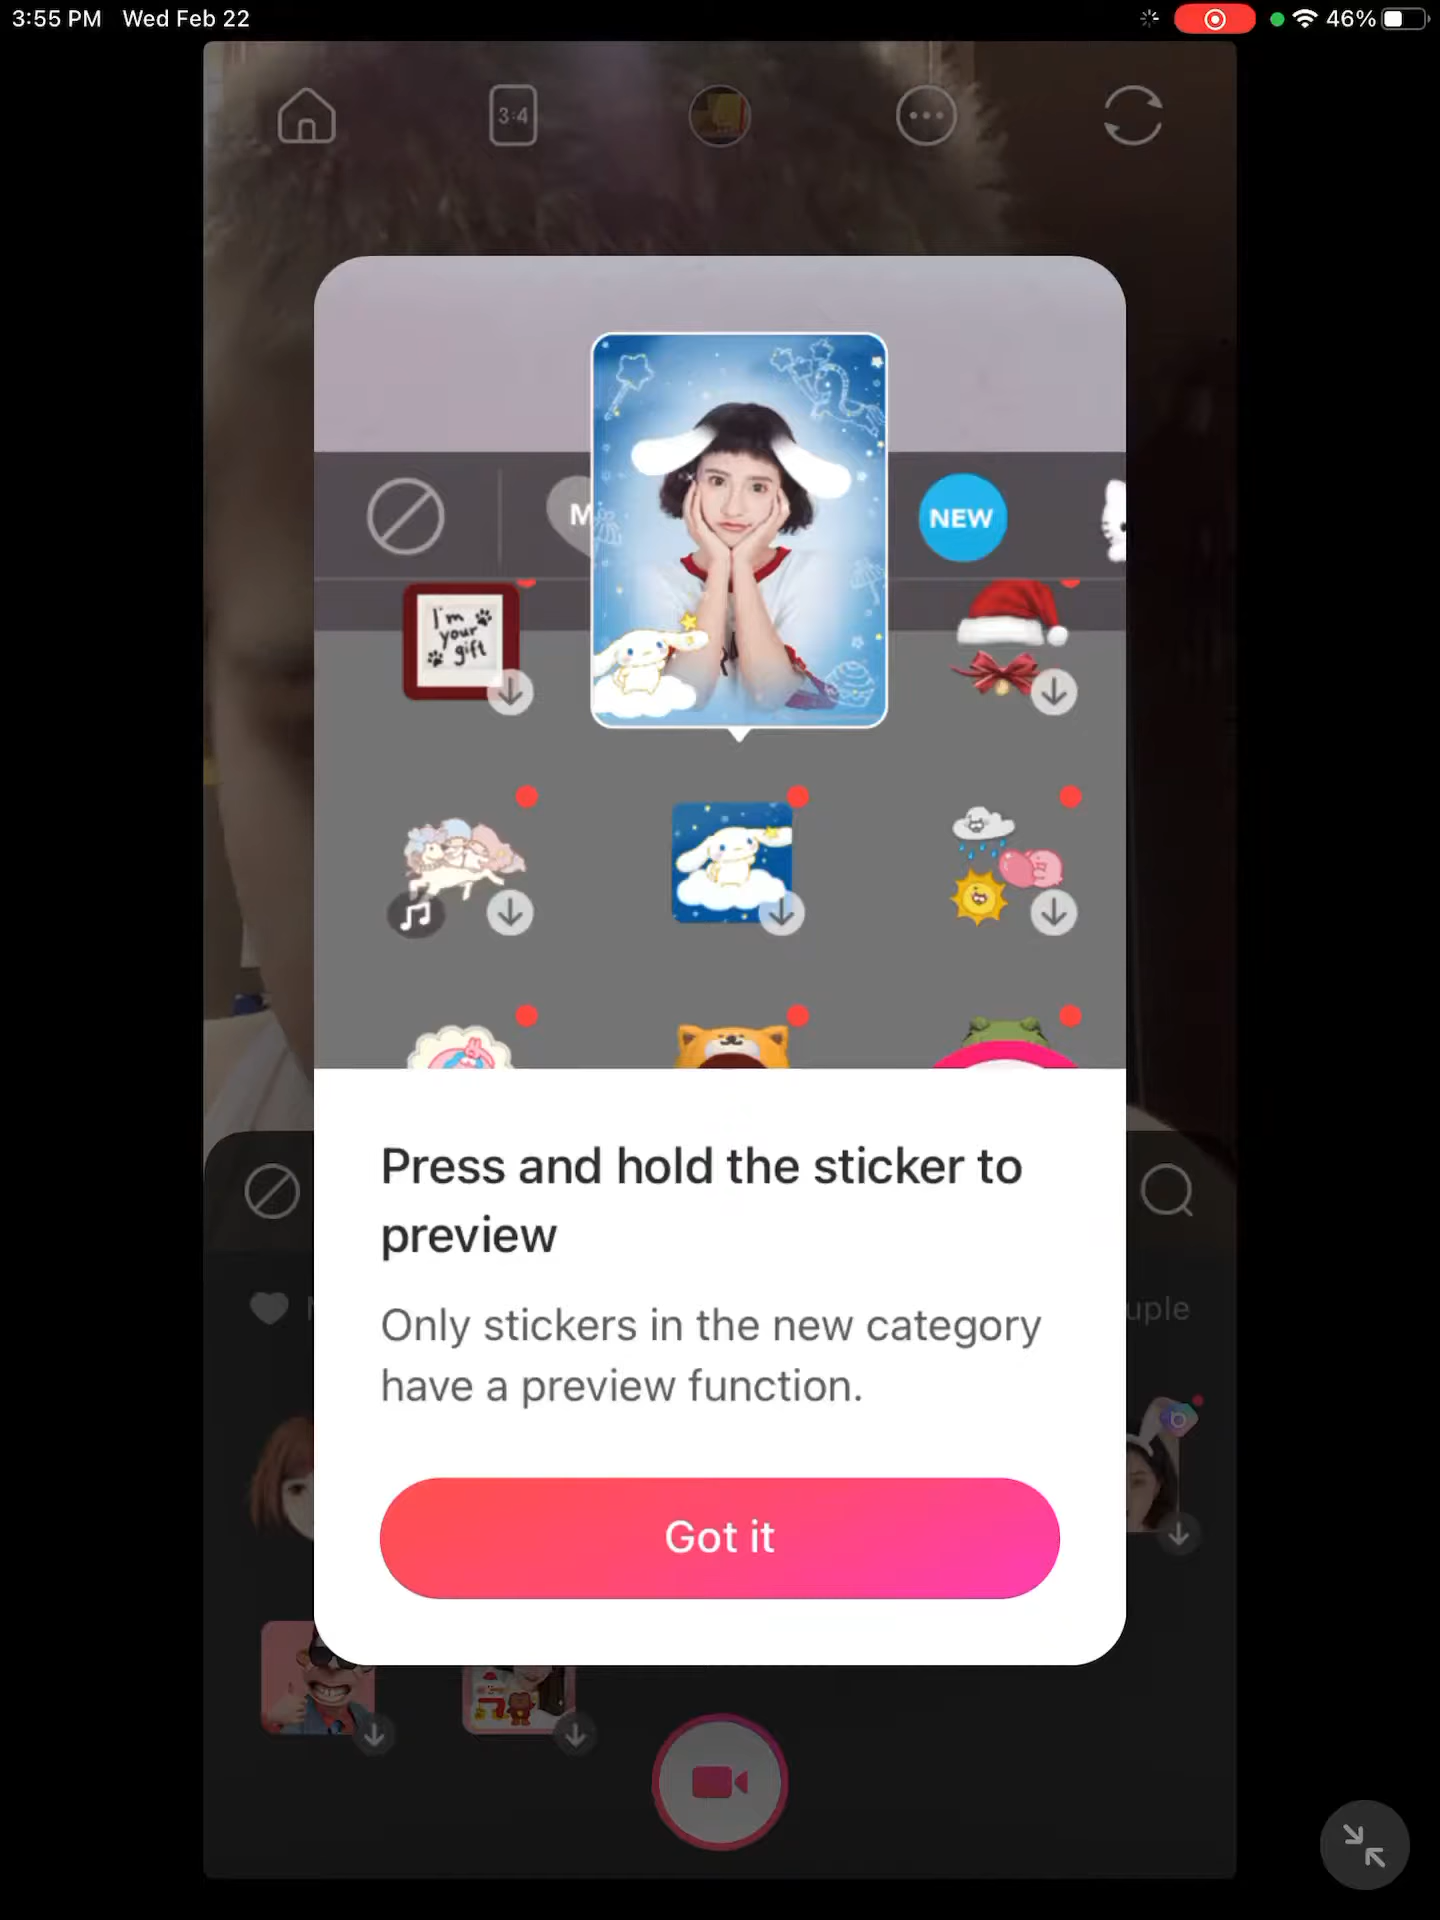 3:55 PM Wed Feb 22
46%
3:4
M
NEW
I'm
your
gift
Press and hold the sticker to
preview
Only stickers in the new category
have a preview function.
uple
Got it